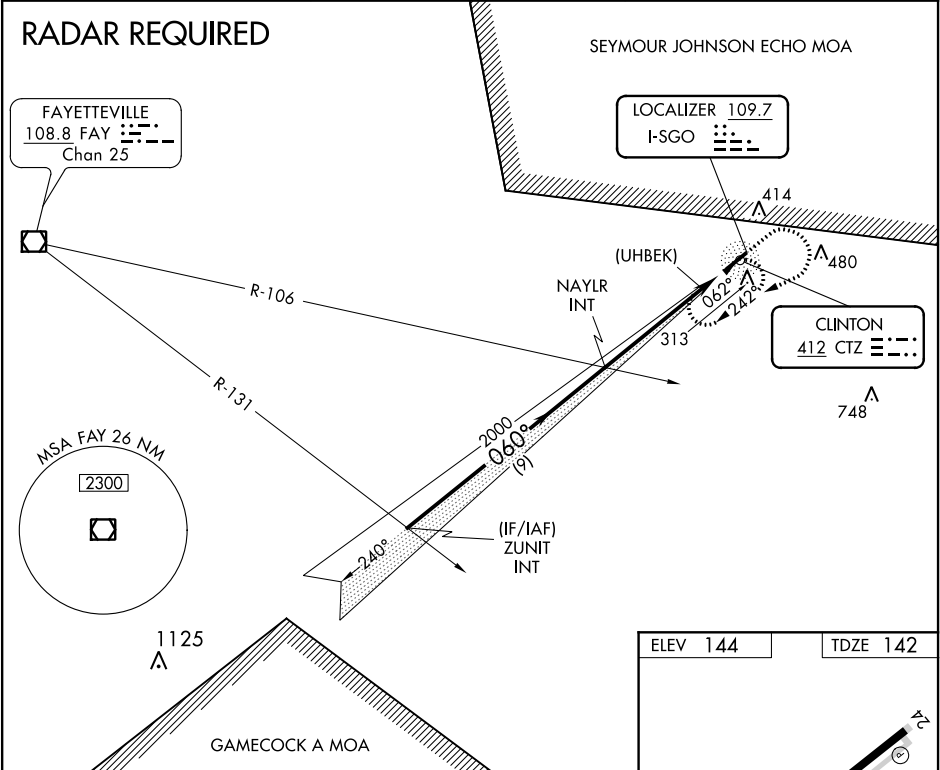 RADAR REQUIRED
SEYMOUR JOHNSON ECHO MOA
FAYETTEVILLE
108.8 FAY
Chan 25
LOCALIZER 109.7
I-SGO
414
(UHBEK)
480
NAYLR
INT
062°
242°
R-106
313
CLINTON
412 CTZ
R-131
748
2000
060°
(9)
MSA FAY 26 NM
2300
(IF/IAF)
ZUNIT
INT
240°
1125
ELEV 144
TDZE 142
24
P
GAMECOCK A MOA